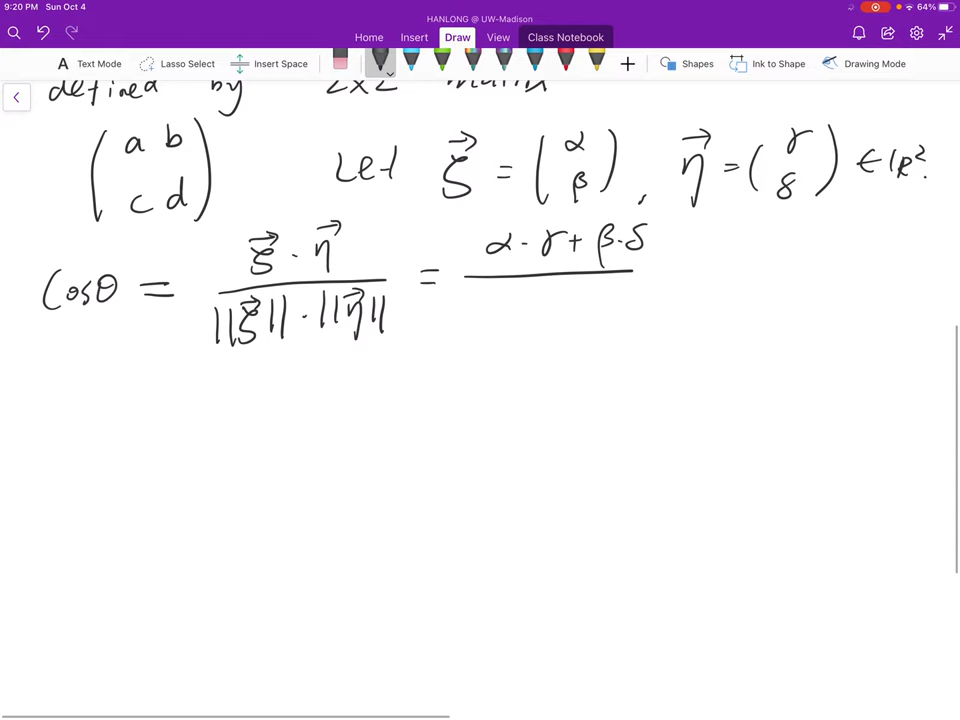 9:20 PM Sun Oct 4
64%
HANLONG @ UW-Madison
Home Insert Draw View Class Notebook
A Text Mode Lasso Select Insert Space Shapes Ink to Shape Drawing Mode
defined by 2x2 matrix
(a b
c d) Let ξ⃗ = (α
β), η⃗ = (γ
δ) ∈ ℝ².
cosθ = ξ⃗ · η⃗ / ||ξ⃗|| · ||η⃗|| = α · γ + β · δ